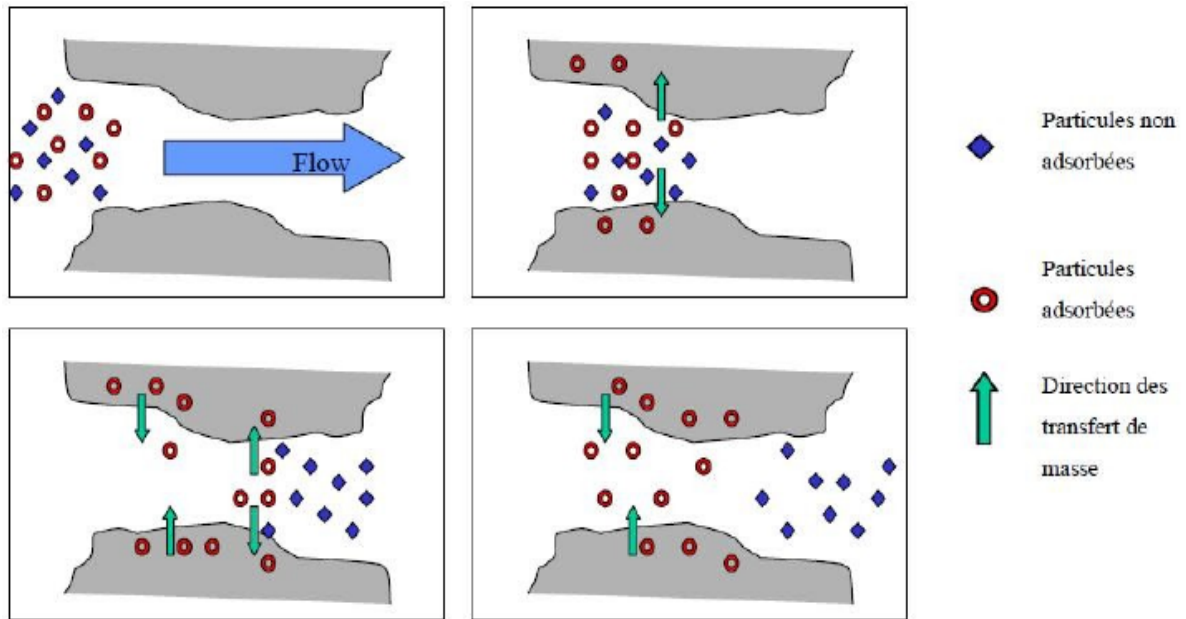 Flow
Particules non
adsorbées
Particules
adsorbées
Direction des
transfert de
masse